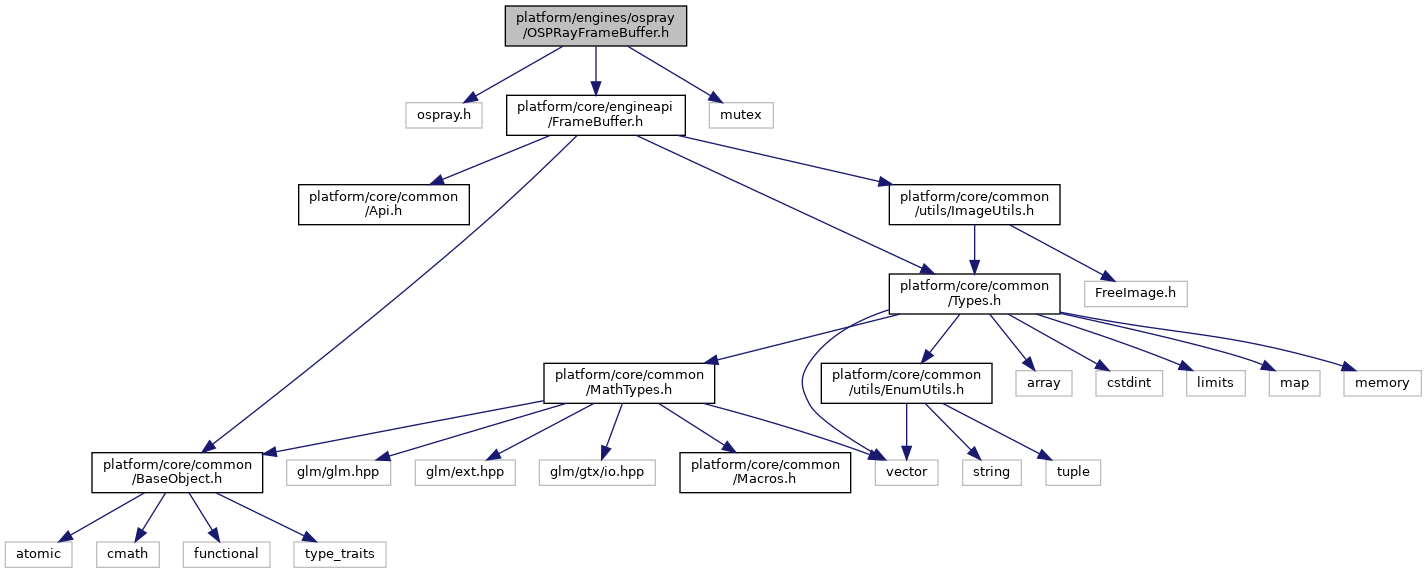 platform/engines/ospray
/OSPRayFrameBuffer.h
ospray.h
platform/core/engineapi
/FrameBuffer.h
mutex
platform/core/common
/Api.h
platform/core/common
/utils/ImageUtils.h
platform/core/common
/Types.h
FreeImage.h
platform/core/common
/MathTypes.h
platform/core/common
/utils/EnumUtils.h
array
cstdint
limits
map
memory
platform/core/common
/BaseObject.h
glm/glm.hpp
glm/ext.hpp
glm/gtx/io.hpp
platform/core/common
/Macros.h
vector
string
tuple
atomic
cmath
functional
type_traits